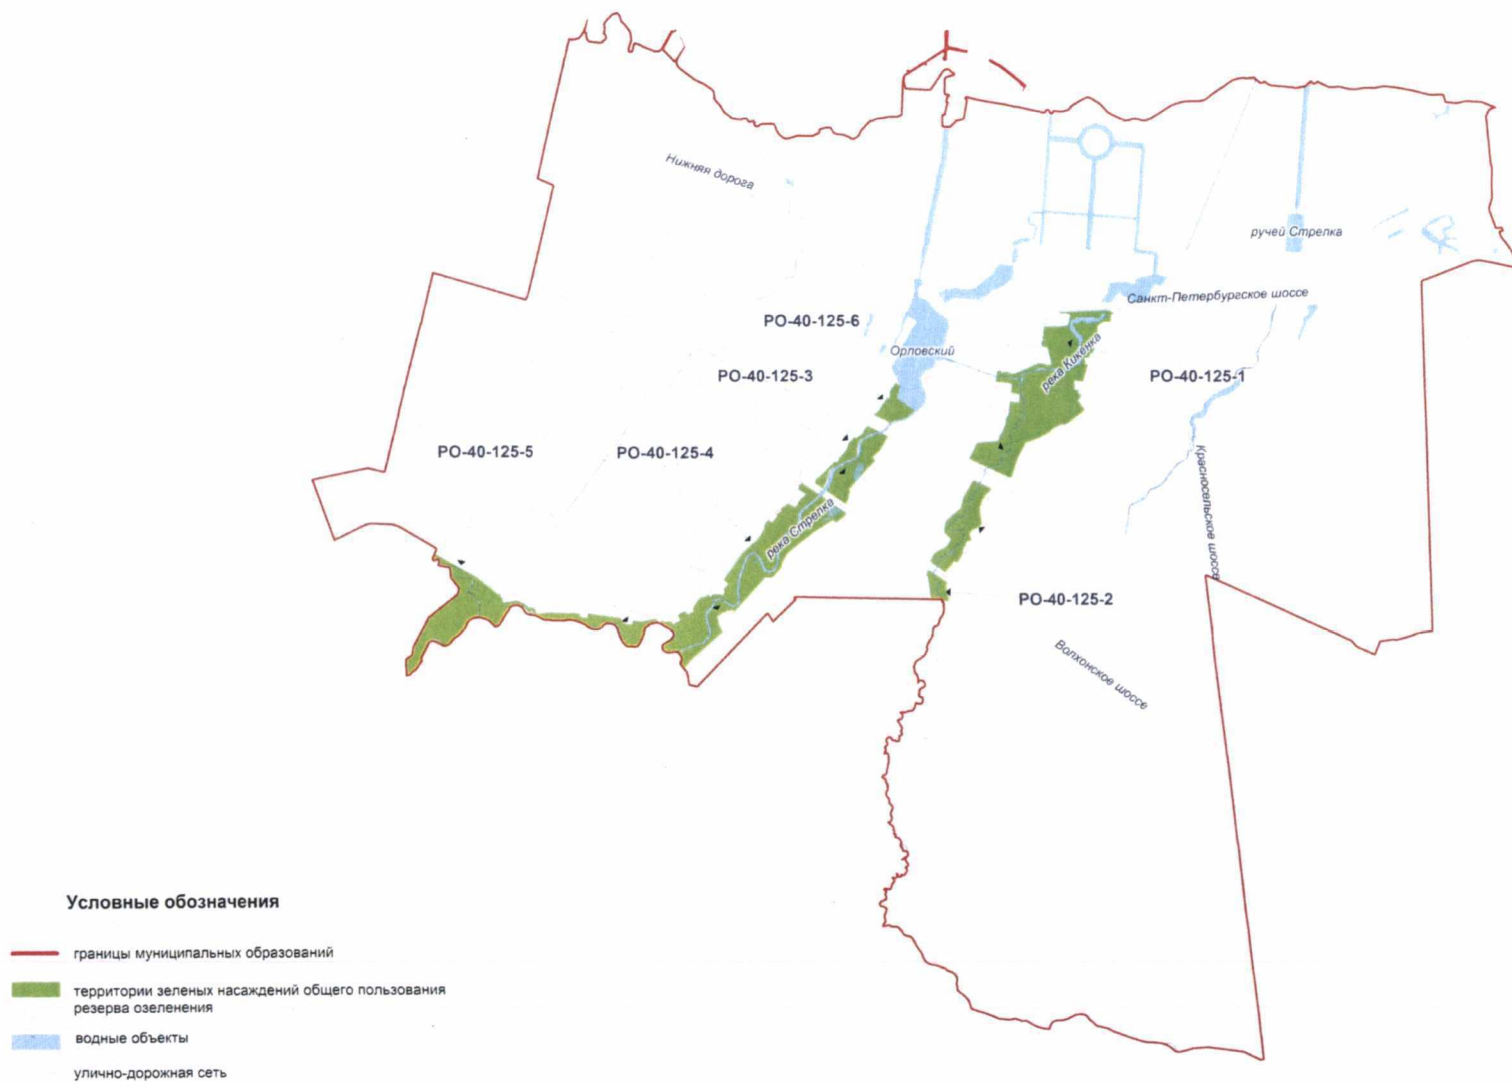 Нижняя дорога
ручей Стрелка
Санкт-Петербургское шоссе
РО-40-125-6
Орловский
река Кикенка
РО-40-125-3
РО-40-125-1
РО-40-125-5
РО-40-125-4
Красносельское шоссе
река Стрелка
РО-40-125-2
Волхонское шоссе
Условные обозначения
границы муниципальных образований
территории зеленых насаждений общего пользования
резерва озеленения
водные объекты
улично-дорожная сеть